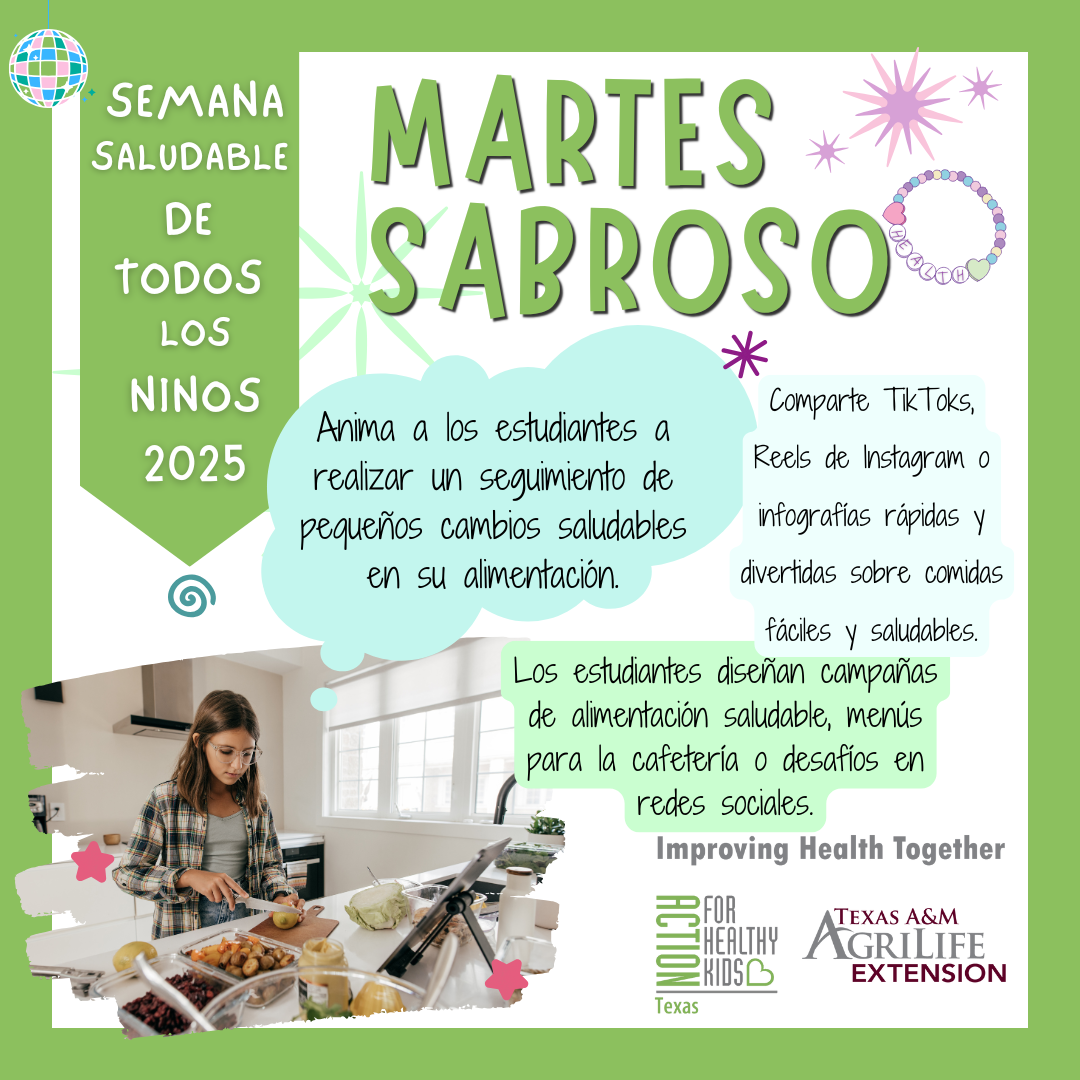 SEMANA
SALUDABLE
DE
TODOS
LOS
NINOS
2025
MARTES
SABROSO
HEALTH
Anima a los estudiantes a
realizar un seguimiento de
pequeños cambios saludables
en su alimentación.
Comparte TikToks,
Reels de Instagram o
infografías rápidas y
divertidas sobre comidas
fáciles y saludables.
Los estudiantes diseñan campañas
de alimentación saludable, menús
para la cafetería o desafíos en
redes sociales.
Improving Health Together
ACTION
FOR
HEALTHY
KIDS
Texas
TEXAS A&M
AGRILIFE
EXTENSION